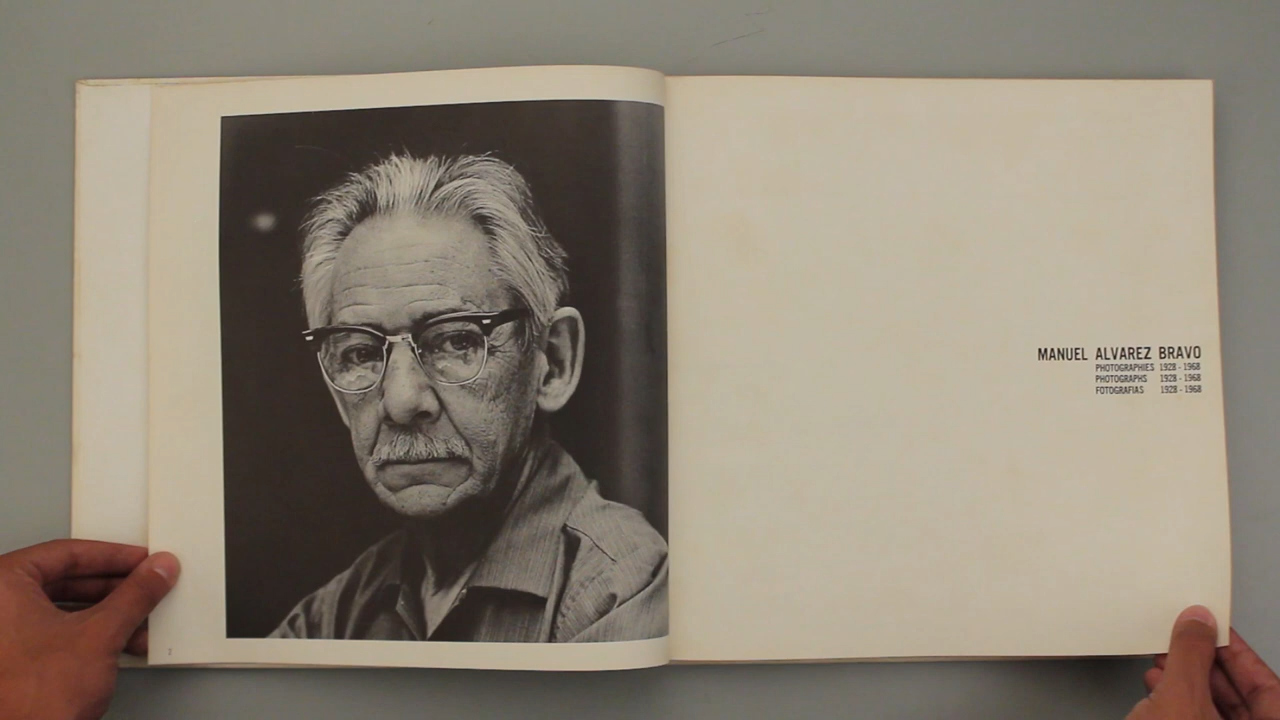 MANUEL ALVAREZ BRAVO
PHOTOGRAPHIES 1928 - 1968
PHOTOGRAPHS 1928 - 1968
FOTOGRAFIAS 1928 - 1968